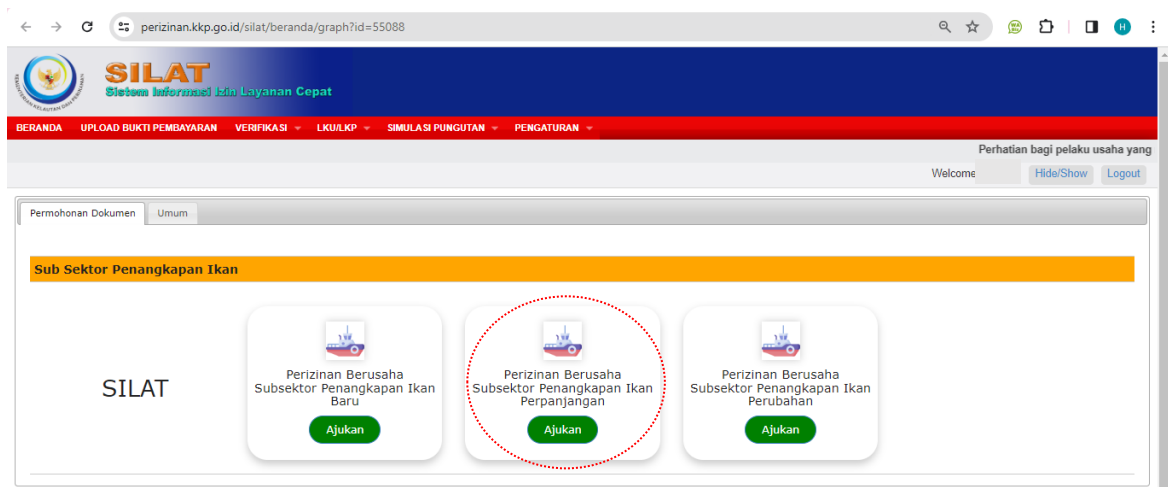 perizinan.kkp.go.id/silat/beranda/graph?id=55088
H
SILAT
Sistem Informasi Izin Layanan Cepat
BERANDA UPLOAD BUKTI PEMBAYARAN VERIFIKASI LKU/LKP SIMULASI PUNGUTAN PENGATURAN
Perhatian bagi pelaku usaha yang
Welcome Hide/Show Logout
Permohonan Dokumen Umum
Sub Sektor Penangkapan Ikan
SILAT
Perizinan Berusaha
Subsektor Penangkapan Ikan
Baru
Ajukan
Perizinan Berusaha
Subsektor Penangkapan Ikan
Perpanjangan
Ajukan
Perizinan Berusaha
Subsektor Penangkapan Ikan
Perubahan
Ajukan